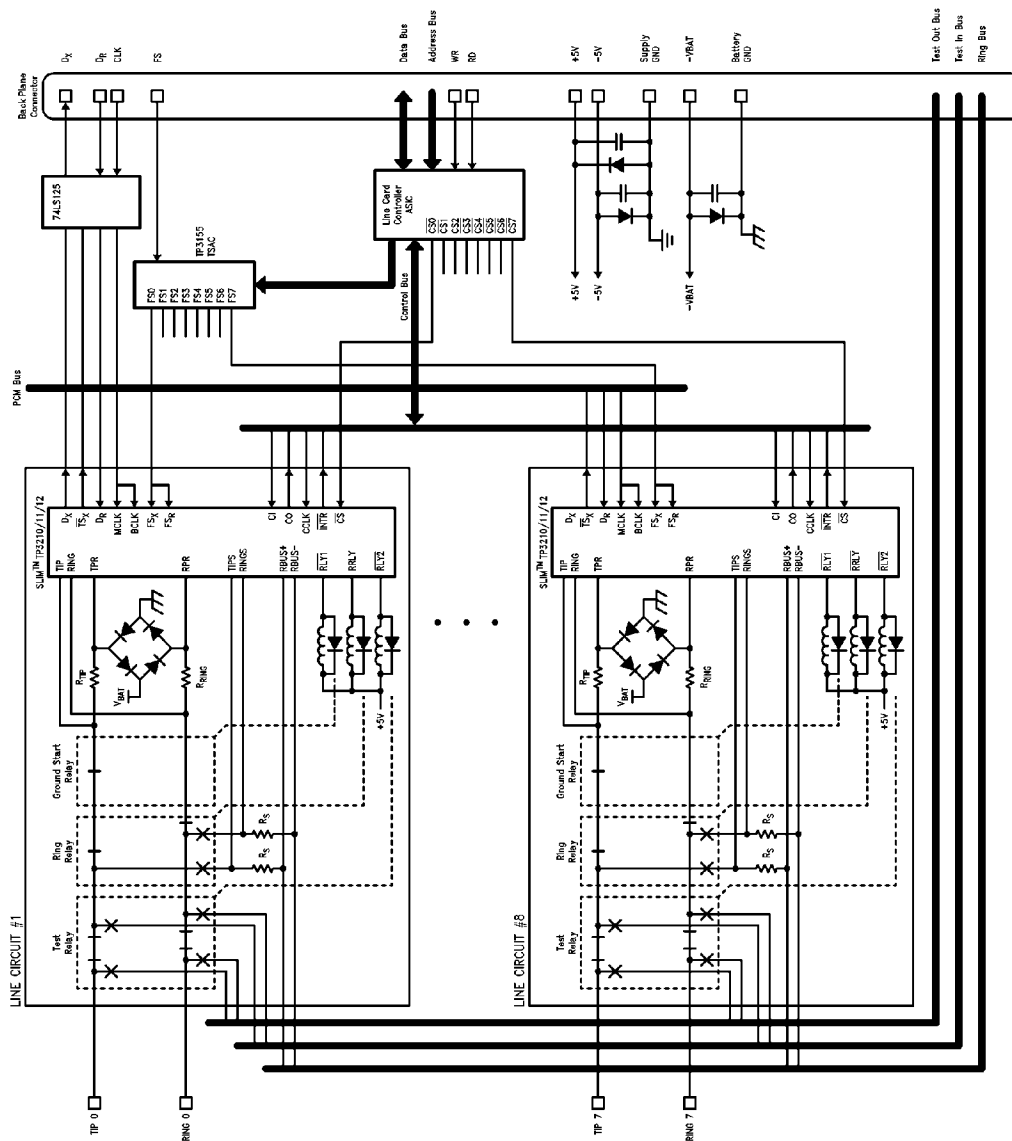 Back Plane
Connector
DX
DR
CLK
FS
Data Bus
Address Bus
WR
RD
+5V
-5V
Supply
GND
-VBAT
Battery
GND
Test Out Bus
Test In Bus
Ring Bus
74LS125
TP3155
TSAC
FS0
FS1
FS2
FS3
FS4
FS5
FS6
FS7
Line Card
Controller
ASIC
CS0
CS1
CS2
CS3
CS4
CS5
CS6
CS7
Control Bus
+5V
-5V
-VBAT
PCM Bus
LINE CIRCUIT #1
SLIM™ TP3210/11/12
DX
TSX
DR
MCLK
BCLK
FSX
FSR
CI
CO
CCLK
INTR
CS
TIP
RING
TPR
RPR
TIPS
RINGS
RBUS+
RBUS-
RLY1
RRLY
RLY2
RTIP
VBAT
RRING
+5V
Ground Start
Relay
Ring
Relay
RS
RS
Test
Relay
TIP 0
RING 0
LINE CIRCUIT #8
SLIM™ TP3210/11/12
DX
TSX
DR
MCLK
BCLK
FSX
FSR
CI
CO
CCLK
INTR
CS
TIP
RING
TPR
RPR
TIPS
RINGS
RBUS+
RBUS-
RLY1
RRLY
RLY2
RTIP
VBAT
RRING
+5V
Ground Start
Relay
Ring
Relay
RS
RS
Test
Relay
TIP 7
RING 7